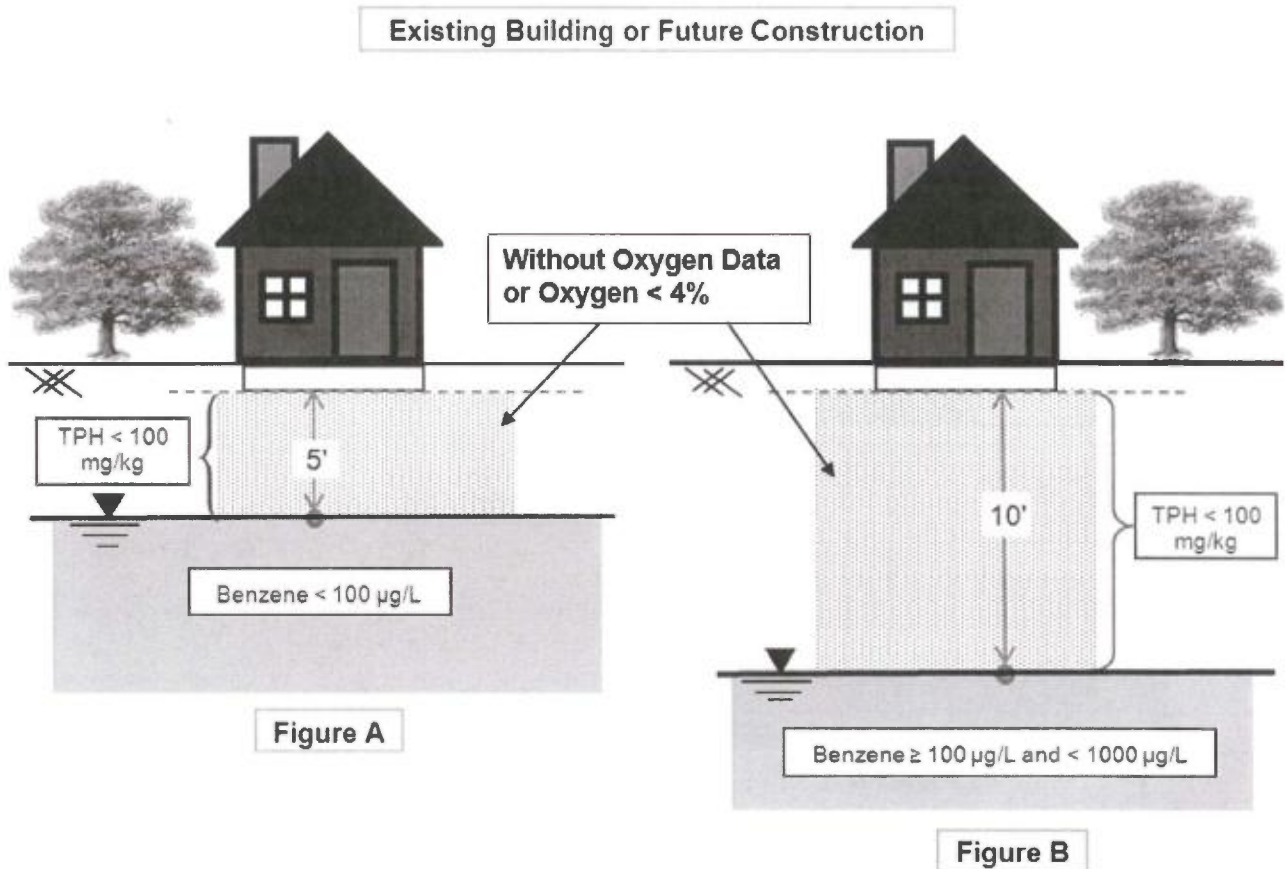 Existing Building or Future Construction
Without Oxygen Data
or Oxygen < 4%
TPH < 100
mg/kg
5'
Benzene < 100 µg/L
Figure A
10'
TPH < 100
mg/kg
Benzene ≥ 100 µg/L and < 1000 µg/L
Figure B